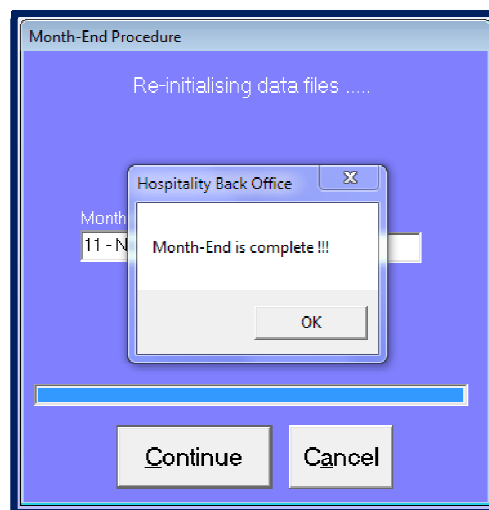 Month-End Procedure
Re-initialising data files .....
Hospitality Back Office
Month
11 - N
Month-End is complete !!!
OK
Continue
Cancel